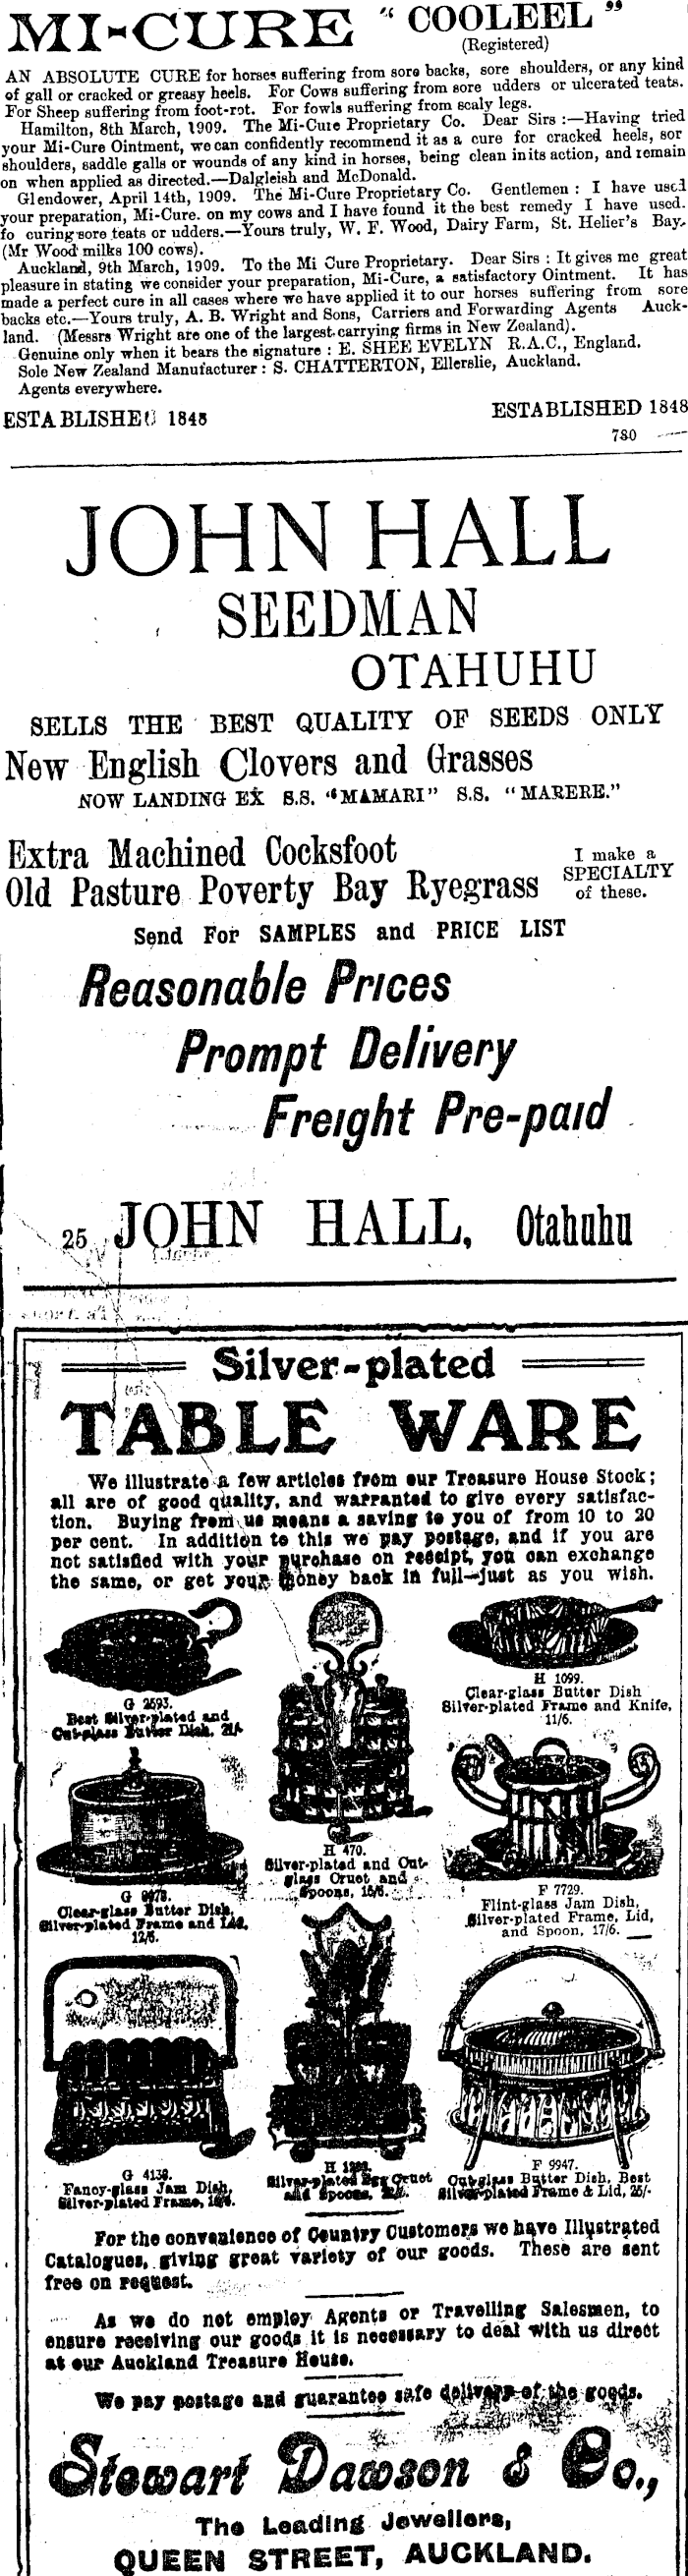 MI-CURE "COOLEEL"
(Registered)
AN ABSOLUTE CURE for horses suffering from sore backs, sore shoulders, or any kind
of gall or cracked or greasy heels. For Cows suffering from sore udders or ulcerated teats.
For Sheep suffering from foot-rot. For fowls suffering from scaly legs.
Hamilton, 8th March, 1909. The Mi-Cure Proprietary Co. Dear Sirs :—Having tried
your Mi-Cure Ointment, we can confidently recommend it as a cure for cracked heels, sor
shoulders, saddle galls or wounds of any kind in horses, being clean in its action, and remain
on when applied as directed.—Dalgleish and McDonald.
Glendower, April 14th, 1909. The Mi-Cure Proprietary Co. Gentlemen : I have used
your preparation, Mi-Cure. on my cows and I have found it the best remedy I have used.
fo curing sore teats or udders.—Yours truly, W. F. Wood, Dairy Farm, St. Helier's Bay.
(Mr Wood milks 100 cows).
Auckland, 9th March, 1909. To the Mi Cure Proprietary. Dear Sirs : It gives me great
pleasure in stating we consider your preparation, Mi-Cure, a satisfactory Ointment. It has
made a perfect cure in all cases where we have applied it to our horses suffering from sore
backs etc.—Yours truly, A. B. Wright and Sons, Carriers and Forwarding Agents Auck-
land. (Messrs Wright are one of the largest carrying firms in New Zealand).
Genuine only when it bears the signature : E. SHEE EVELYN R.A.C., England.
Sole New Zealand Manufacturer : S. CHATTERTON, Ellerslie, Auckland.
Agents everywhere.
ESTABLISHED 1848 ESTABLISHED 1848
780
JOHN HALL
SEEDMAN
OTAHUHU
SELLS THE BEST QUALITY OF SEEDS ONLY
New English Clovers and Grasses
NOW LANDING EX S.S. "MAMARI" S.S. "MARERE."
Extra Machined Cocksfoot
Old Pasture Poverty Bay Ryegrass
I make a
SPECIALTY
of these.
Send For SAMPLES and PRICE LIST
Reasonable Prices
Prompt Delivery
Freight Pre-paid
25 JOHN HALL, Otahuhu
Silver-plated
TABLE WARE
We illustrate a few articles from our Treasure House Stock;
all are of good quality, and warranted to give every satisfac-
tion. Buying from us means a saving to you of from 10 to 20
per cent. In addition to this we pay postage, and if you are
not satisfied with your purchase on receipt, you can exchange
the same, or get your money back in full—just as you wish.
G 2593.
Best Silver-plated and
Cut-glass Butter Dish,
H 1099.
Clear-glass Butter Dish
Silver-plated Frame and Knife,
11/6.
H 470.
Silver-plated and Cut-
glass Cruet and
Spoons, 15/6.
G
Clear-glass Butter Dish,
Silver-plated Frame and Lid,
12/6.
F 7729.
Flint-glass Jam Dish,
Silver-plated Frame, Lid,
and Spoon, 17/6.
G 4138.
Fancy-glass Jam Dish,
Silver-plated Frame,
H
Silver-plated Egg Cruet
and Spoons,
F 9947.
Cut-glass Butter Dish, Best
Silver-plated Frame & Lid, 25/-
For the convenience of Country Customers we have Illustrated
Catalogues, giving great variety of our goods. These are sent
free on request.
As we do not employ Agents or Travelling Salesmen, to
ensure receiving our goods it is necessary to deal with us direct
at our Auckland Treasure House.
We pay postage and guarantee safe delivery of the goods.
Stewart Dawson & Co.,
The Leading Jewellers,
QUEEN STREET, AUCKLAND.